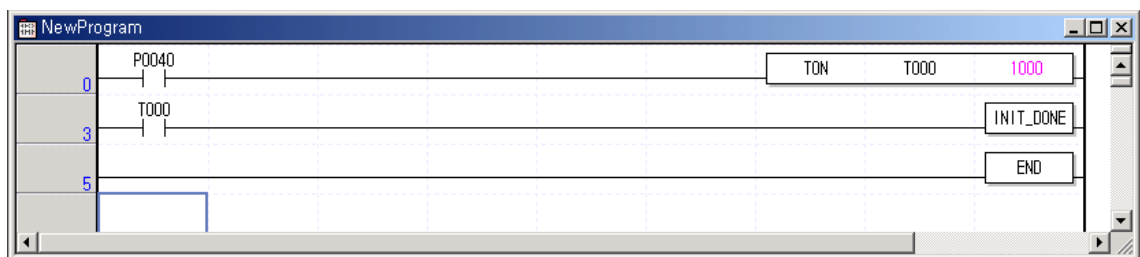 NewProgram
P0040
0 TON T000 1000
T000
3 INIT_DONE
5 END